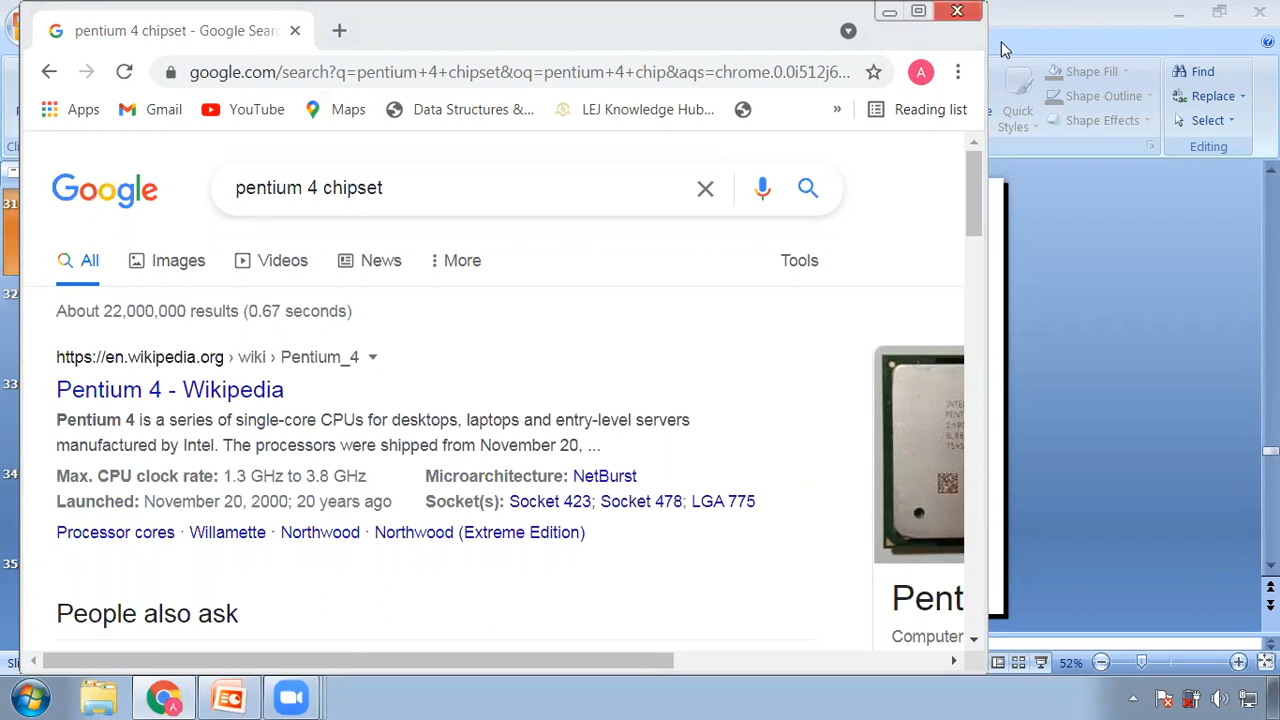 pentium 4 chipset - Google Sear
google.com/search?q=pentium+4+chipset&oq=pentium+4+chip&aqs=chrome.0.0i512j6...
A
Apps
Gmail
YouTube
Maps
Data Structures &...
LEJ Knowledge Hub...
»
Reading list
Google
pentium 4 chipset
All
Images
Videos
News
More
Tools
About 22,000,000 results (0.67 seconds)
https://en.wikipedia.org › wiki › Pentium_4
Pentium 4 - Wikipedia
Pentium 4 is a series of single-core CPUs for desktops, laptops and entry-level servers
manufactured by Intel. The processors were shipped from November 20, ...
Max. CPU clock rate: 1.3 GHz to 3.8 GHz
Microarchitecture: NetBurst
Launched: November 20, 2000; 20 years ago
Socket(s): Socket 423; Socket 478; LGA 775
Processor cores · Willamette · Northwood · Northwood (Extreme Edition)
People also ask
Pent
Computer
Quick
Styles
Shape Fill
Shape Outline
Shape Effects
Find
Replace
Select
Editing
31
32
33
34
35
52%